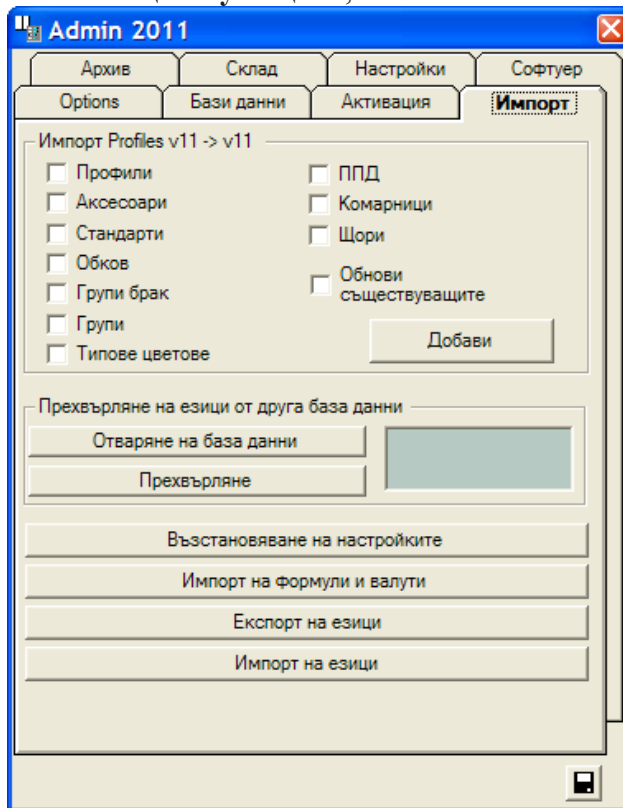 Admin 2011
Архив Склад Настройки Софтуер
Options Бази данни Активация Импорт
Импорт Profiles v11 -> v11
Профили ППД
Аксесоари Комарници
Стандарти Щори
Обков Обнови
съществуващите
Групи брак
Групи Добави
Типове цветове
Прехвърляне на езици от друга база данни
Отваряне на база данни
Прехвърляне
Възстановяване на настройките
Импорт на формули и валути
Експорт на езици
Импорт на езици